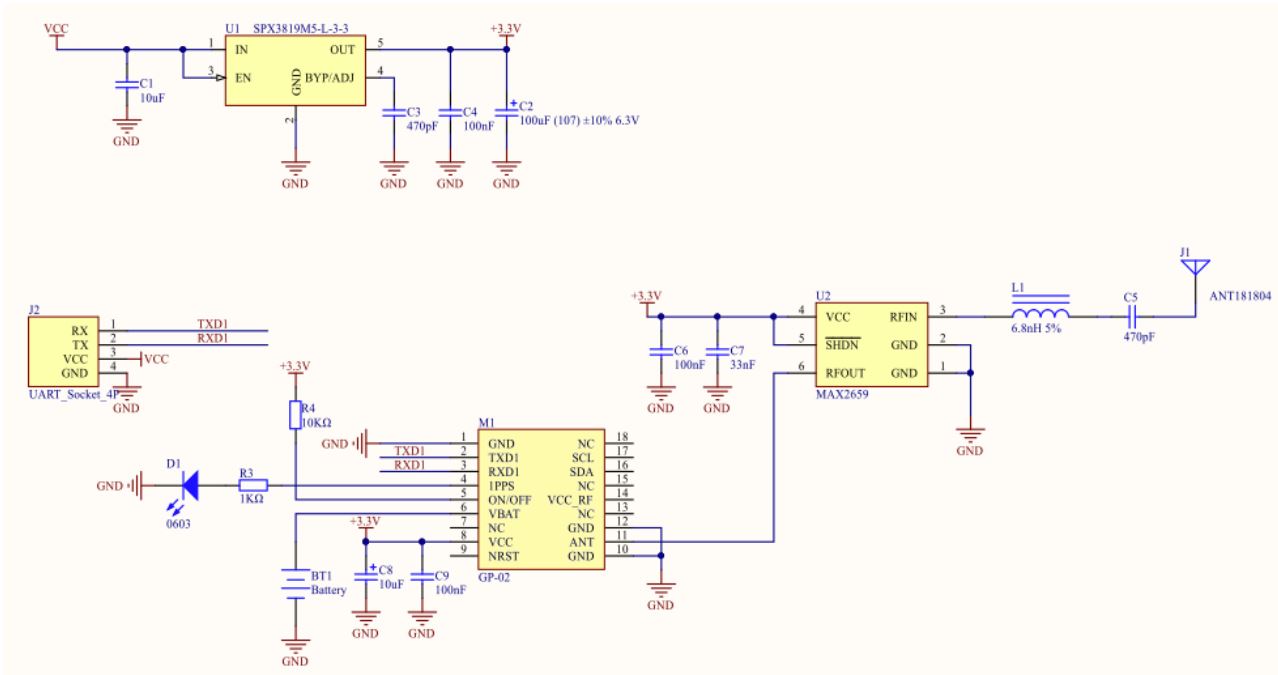 VCC
U1 SPX3819M5-L-3-3
+3.3V
1 IN OUT 5
3 EN GND BYP/ADJ 4
2
C1
10uF
C3
470pF
C4
100nF
C2
100uF (107) ±10% 6.3V
GND
GND
GND
GND
GND
J2
RX 1 TXD1
TX 2 RXD1
VCC 3 VCC
GND 4
UART_Socket_4P
GND
+3.3V
R4
10KΩ
D1
GND
0603
R3
1KΩ
BT1
Battery
GND
+3.3V
C8
10uF
C9
100nF
GND
GND
M1
GND 1 GND NC 18
TXD1 2 TXD1 SCL 17
RXD1 3 RXD1 SDA 16
4 1PPS NC 15
5 ON/OFF VCC_RF 14
6 VBAT NC 13
7 NC GND 12
8 VCC ANT 11
9 NRST GND 10
GP-02
GND
+3.3V
C6
100nF
C7
33nF
GND
GND
U2
4 VCC RFIN 3
5 SHDN GND 2
6 RFOUT GND 1
MAX2659
GND
L1
6.8nH 5%
C5
470pF
J1
ANT181804